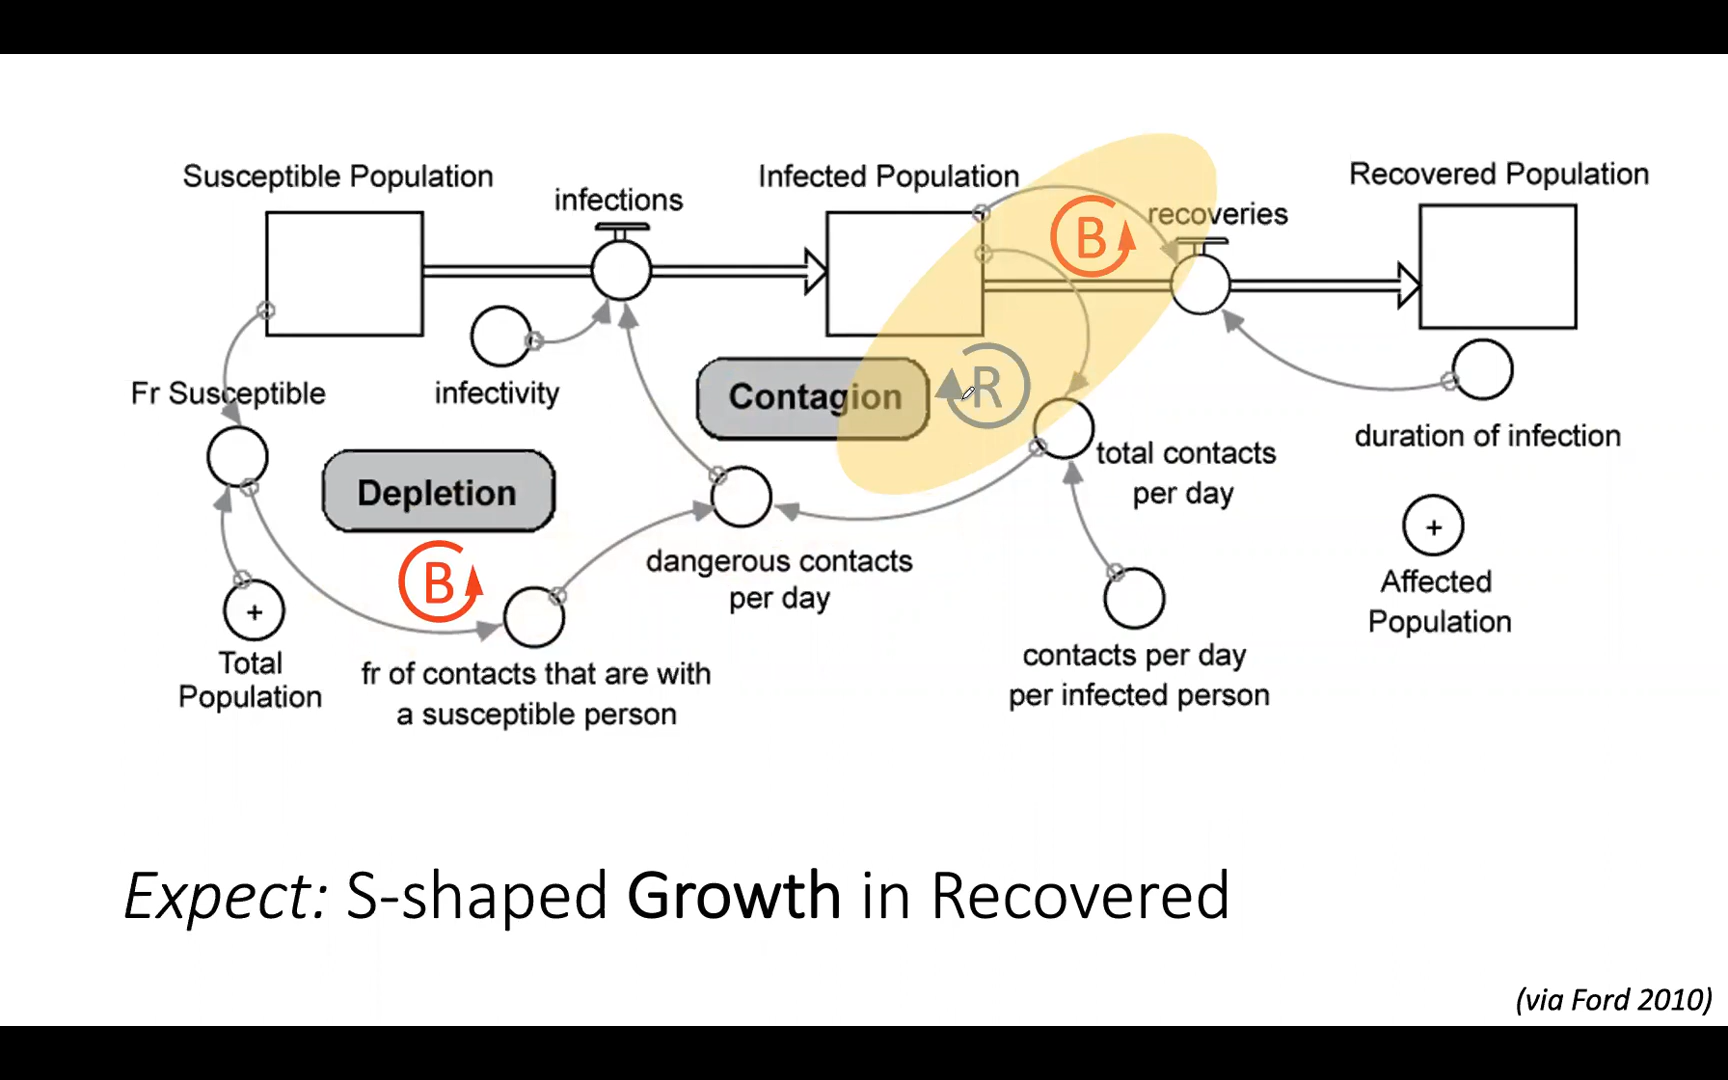 Susceptible Population
infections
Infected Population
recoveries
Recovered Population
B
Fr Susceptible
infectivity
Contagion
R
duration of infection
total contacts
per day
Depletion
B
dangerous contacts
per day
+
Affected
Population
+
Total
Population
fr of contacts that are with
a susceptible person
contacts per day
per infected person
Expect: S-shaped Growth in Recovered
(via Ford 2010)